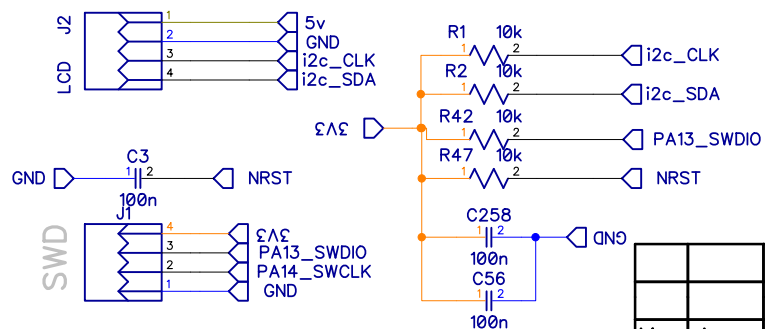 J2
LCD
1 5v
2 GND
3 i2c_CLK
4 i2c_SDA
C3
GND 1 2 NRST
100n
SWD
J1
4 3V3
3 PA13_SWDIO
2 PA14_SWCLK
1 GND
3V3
R1 10k
1 2 i2c_CLK
R2 10k
1 2 i2c_SDA
R42 10k
1 2 PA13_SWDIO
R47 10k
1 2 NRST
C258
1 2 GND
100n
C56
1 2
100n